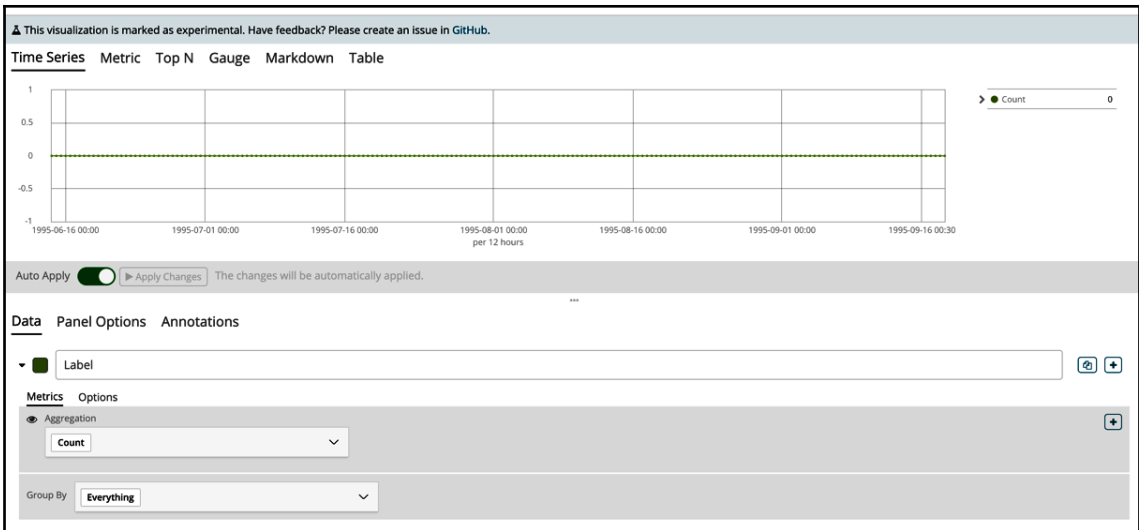 This visualization is marked as experimental. Have feedback? Please create an issue in GitHub.
Time Series Metric Top N Gauge Markdown Table
1
0.5
0
-0.5
-1
1995-06-16 00:00 1995-07-01 00:00 1995-07-16 00:00 1995-08-01 00:00 1995-08-16 00:00 1995-09-01 00:00 1995-09-16 00:30
per 12 hours
Count 0
Auto Apply Apply Changes The changes will be automatically applied.
Data Panel Options Annotations
Label
Metrics Options
Aggregation
Count
Group By Everything